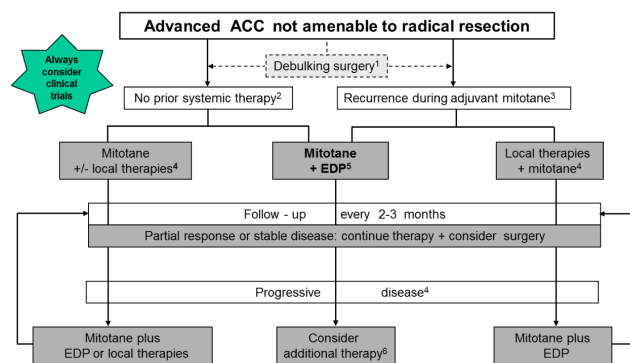 Advanced ACC not amenable to radical resection
Always
consider
clinical
trials
Debulking surgery1
No prior systemic therapy2
Recurrence during adjuvant mitotane3
Mitotane
+/- local therapies4
Mitotane
+ EDP5
Local therapies
+ mitotane4
Follow - up every 2-3 months
Partial response or stable disease: continue therapy + consider surgery
Progressive disease4
Mitotane plus
EDP or local therapies
Consider
additional therapy6
Mitotane plus
EDP